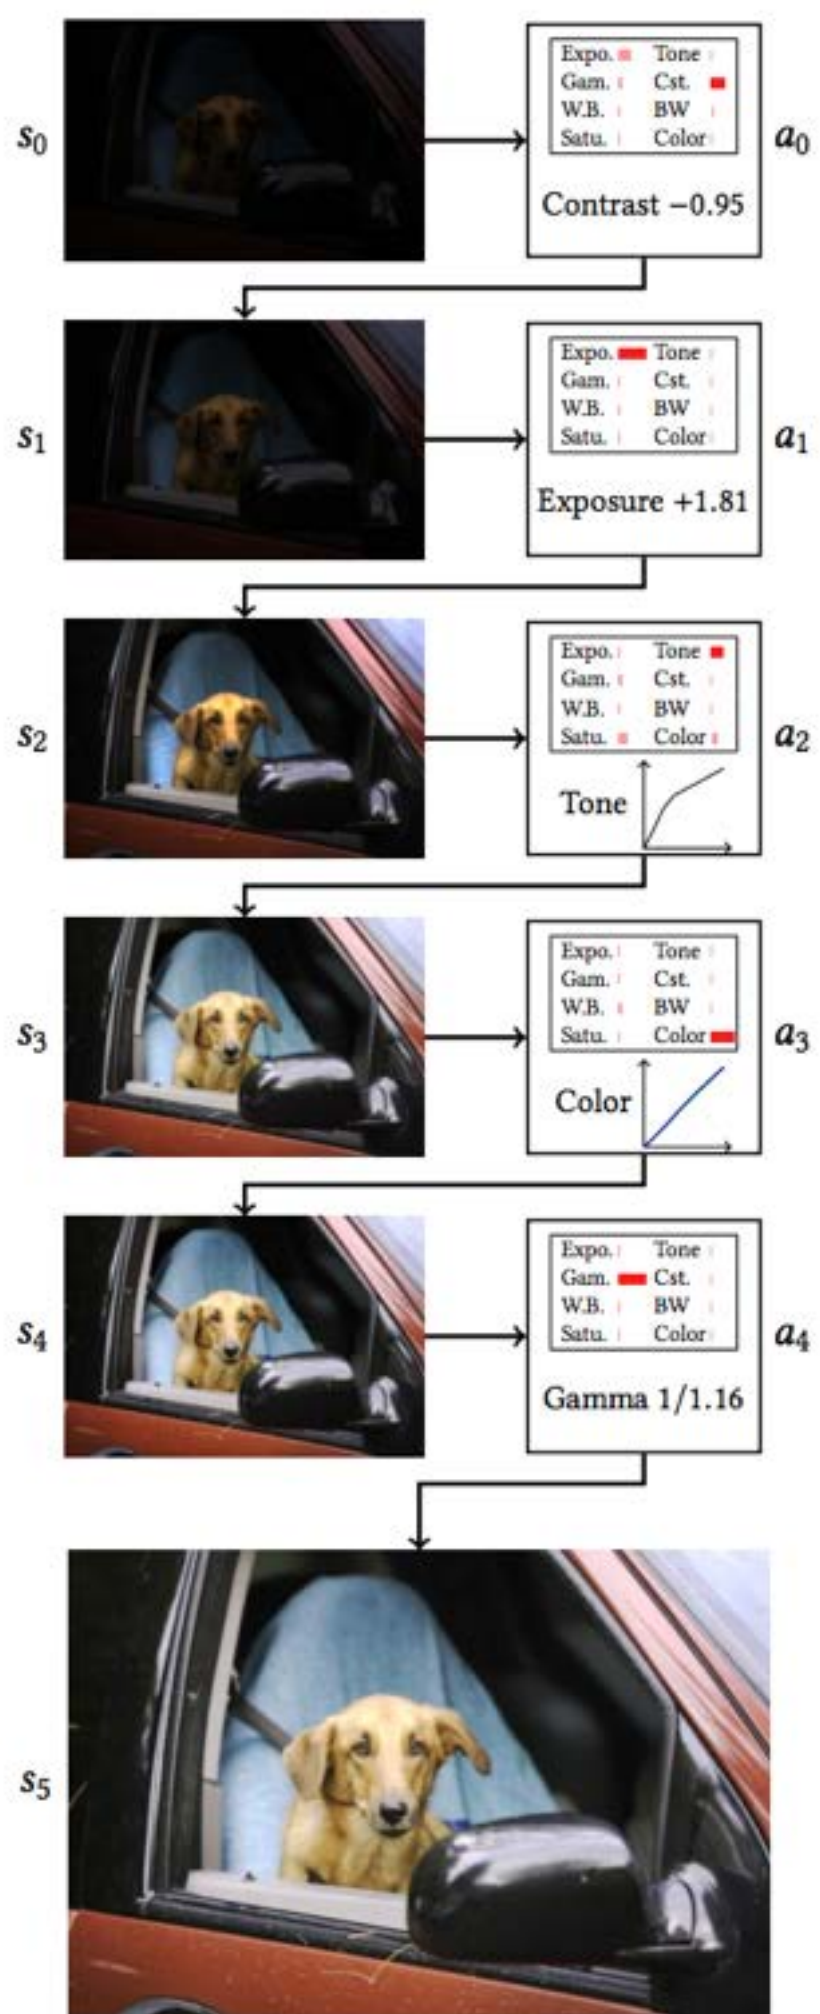 s0
Expo. Tone
Gam. Cst.
W.B. BW
Satu. Color
Contrast −0.95
a0
s1
Expo. Tone
Gam. Cst.
W.B. BW
Satu. Color
Exposure +1.81
a1
s2
Expo. Tone
Gam. Cst.
W.B. BW
Satu. Color
Tone
a2
s3
Expo. Tone
Gam. Cst.
W.B. BW
Satu. Color
Color
a3
s4
Expo. Tone
Gam. Cst.
W.B. BW
Satu. Color
Gamma 1/1.16
a4
s5